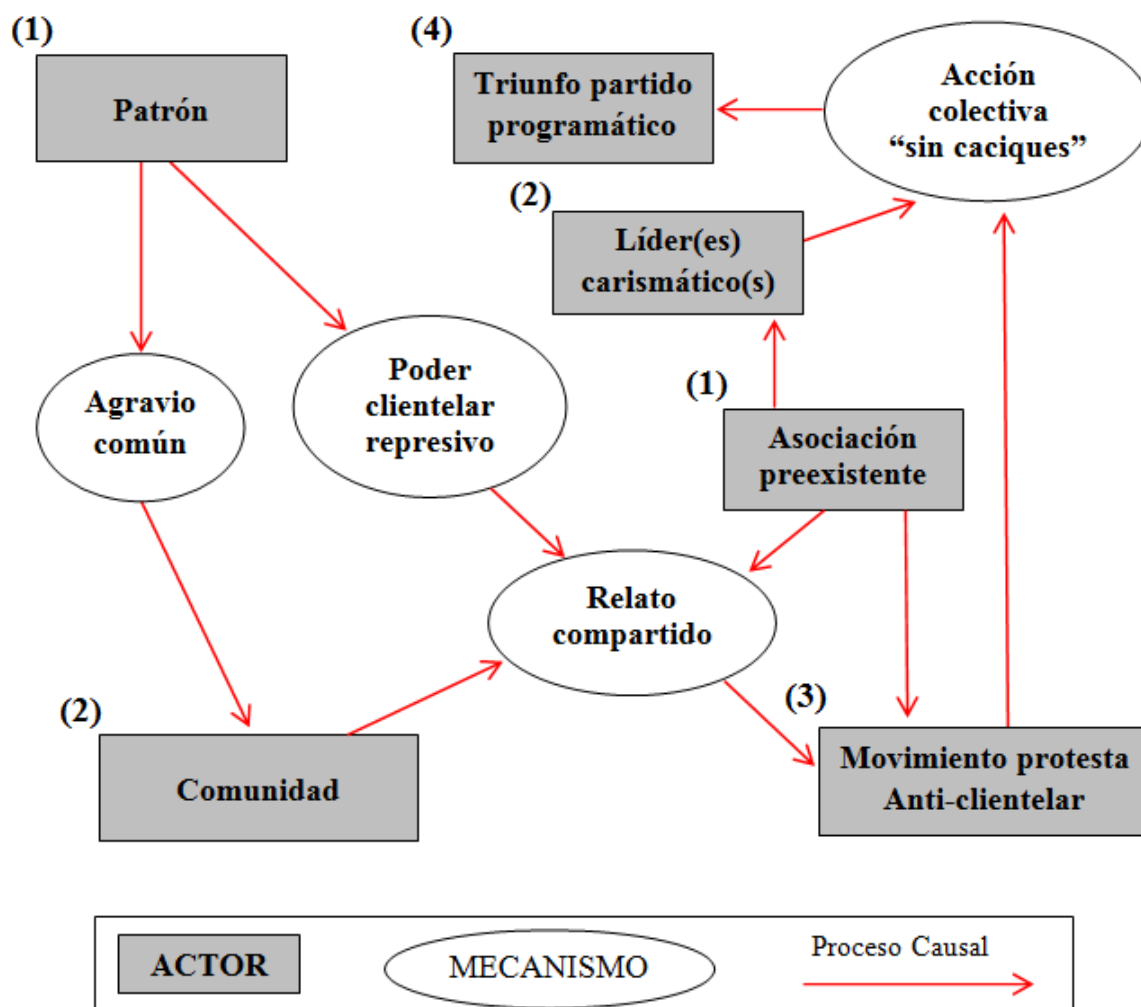 (1)
Patrón
(4)
Triunfo partido
programático
Acción
colectiva
“sin caciques”
(2)
Líder(es)
carismático(s)
Agravio
común
Poder
clientelar
represivo
(1)
Asociación
preexistente
Relato
compartido
(2)
Comunidad
(3)
Movimiento protesta
Anti-clientelar
ACTOR
MECANISMO
Proceso Causal